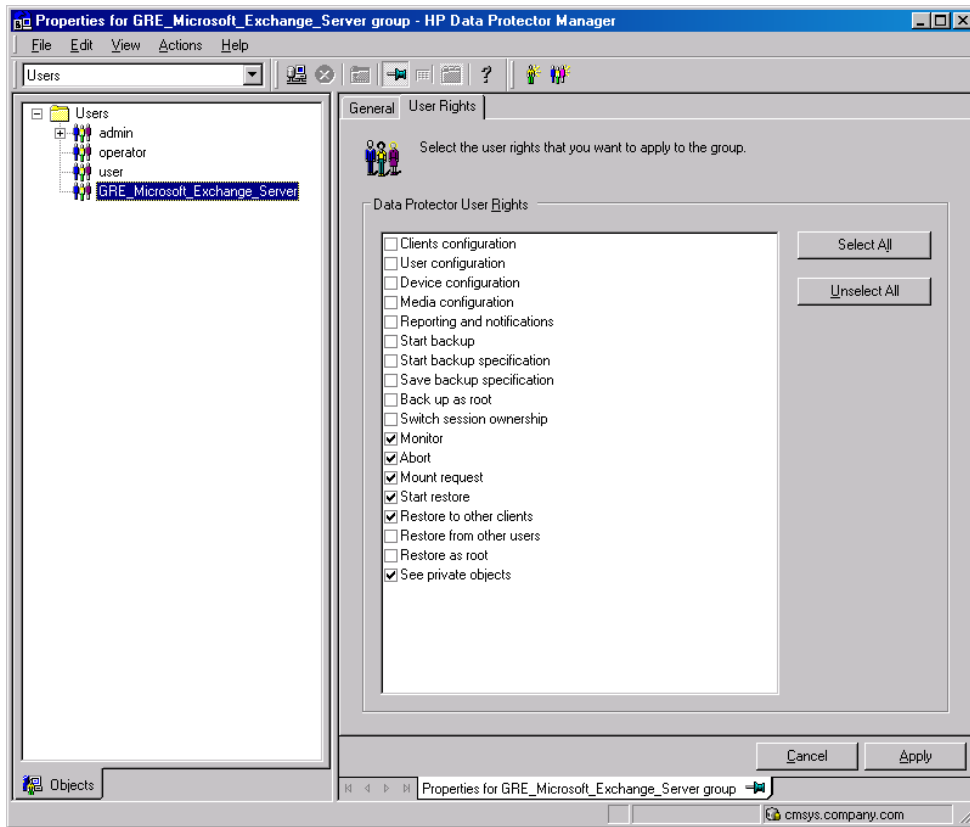 Properties for GRE_Microsoft_Exchange_Server group - HP Data Protector Manager
File Edit View Actions Help
Users
Users
admin
operator
user
GRE_Microsoft_Exchange_Server
Objects
General User Rights
Select the user rights that you want to apply to the group.
Data Protector User Rights
Clients configuration
User configuration
Device configuration
Media configuration
Reporting and notifications
Start backup
Start backup specification
Save backup specification
Back up as root
Switch session ownership
Monitor
Abort
Mount request
Start restore
Restore to other clients
Restore from other users
Restore as root
See private objects
Select All
Unselect All
Cancel Apply
Properties for GRE_Microsoft_Exchange_Server group
cmsys.company.com